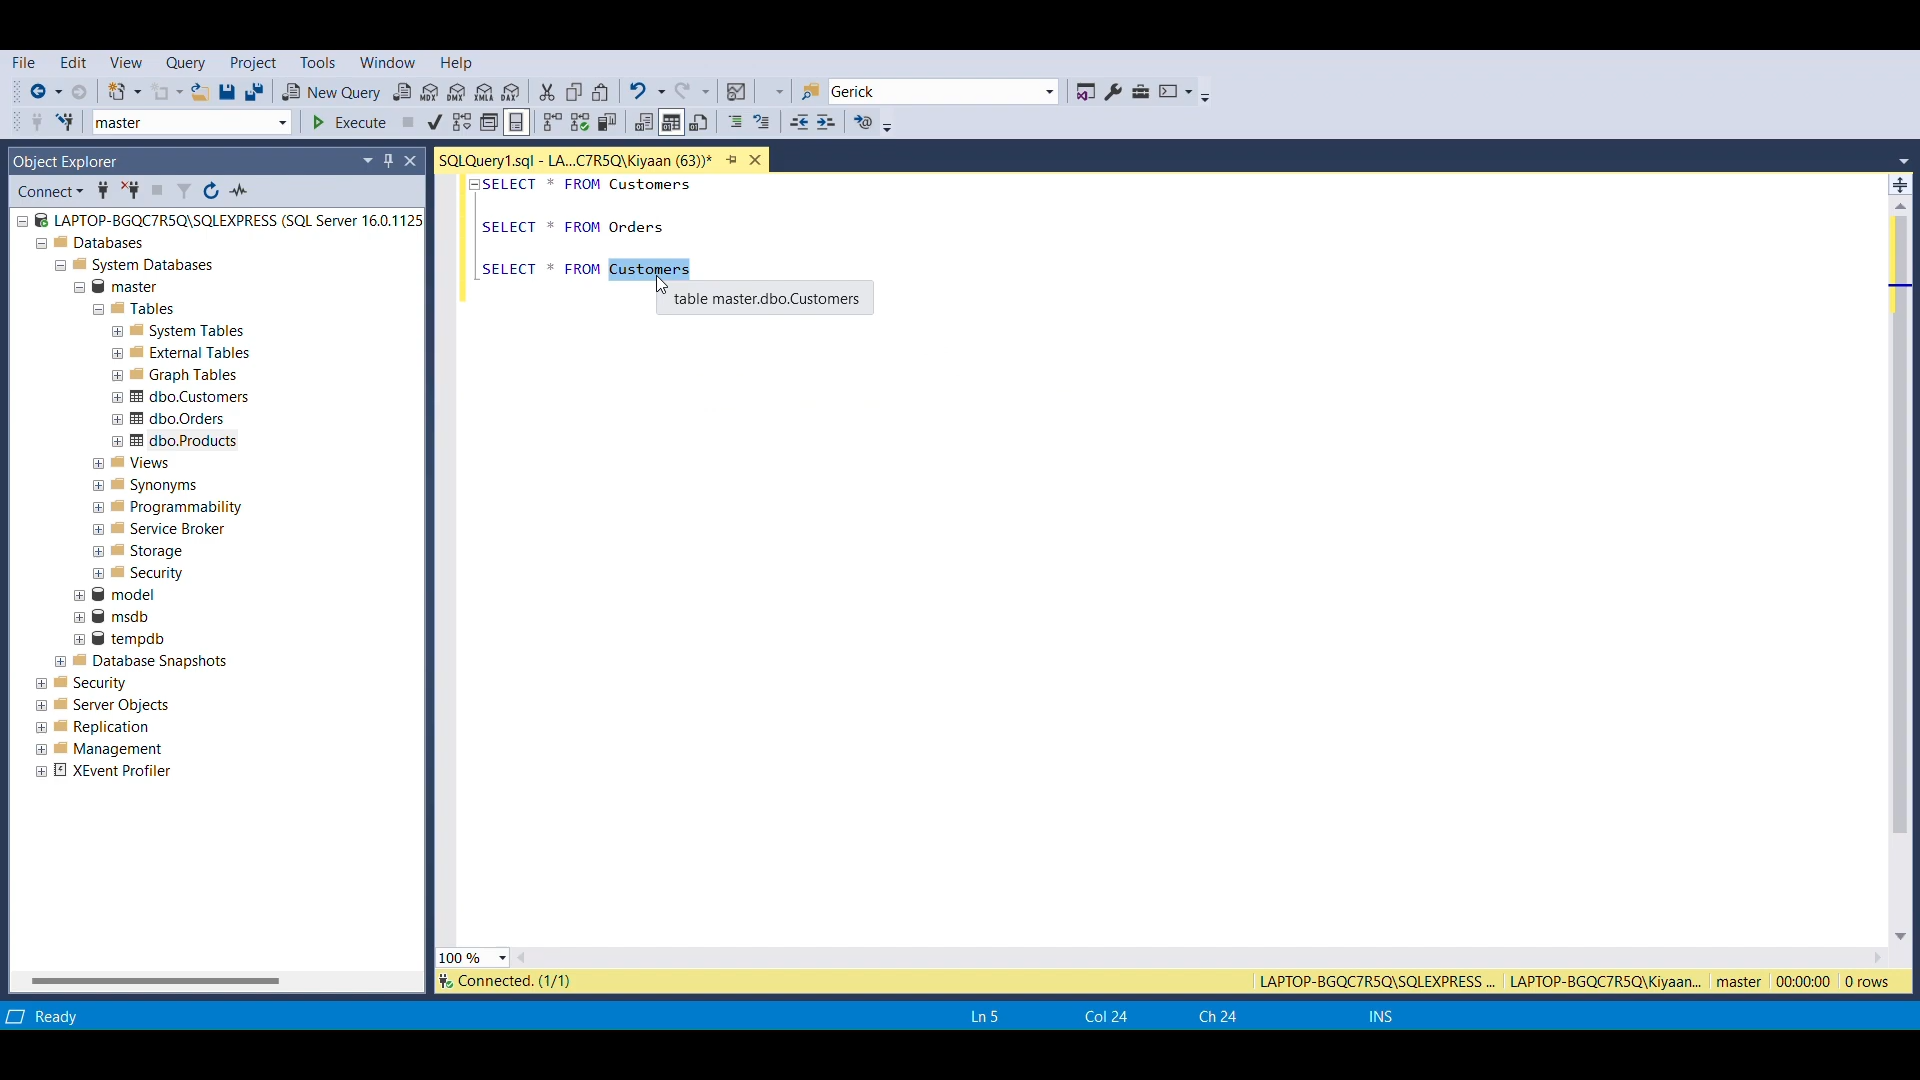 File Edit View Query Project Tools Window Help
New Query MDX DMX XMLA DAX Gerick
master Execute
Object Explorer
SQLQuery1.sql - LA...C7R5Q\Kiyaan (63))*
Connect
LAPTOP-BGQC7R5Q\SQLEXPRESS (SQL Server 16.0.1125
Databases
System Databases
master
Tables
System Tables
External Tables
Graph Tables
dbo.Customers
dbo.Orders
dbo.Products
Views
Synonyms
Programmability
Service Broker
Storage
Security
model
msdb
tempdb
Database Snapshots
Security
Server Objects
Replication
Management
XEvent Profiler
SELECT * FROM Customers
SELECT * FROM Orders
SELECT * FROM Customers
table master.dbo.Customers
100 %
Connected. (1/1) LAPTOP-BGQC7R5Q\SQLEXPRESS ... LAPTOP-BGQC7R5Q\Kiyaan... master 00:00:00 0 rows
Ready Ln 5 Col 24 Ch 24 INS